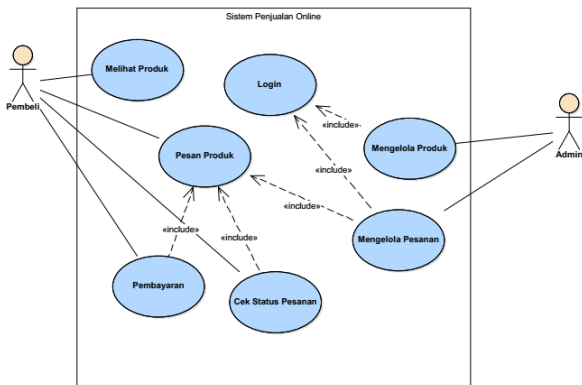 Sistem Penjualan Online
Melihat Produk
Login
Pembeli
«include»
Mengelola Produk
Admin
Pesan Produk
«include»
«include»
«include»
«include»
Mengelola Pesanan
Pembayaran
Cek Status Pesanan